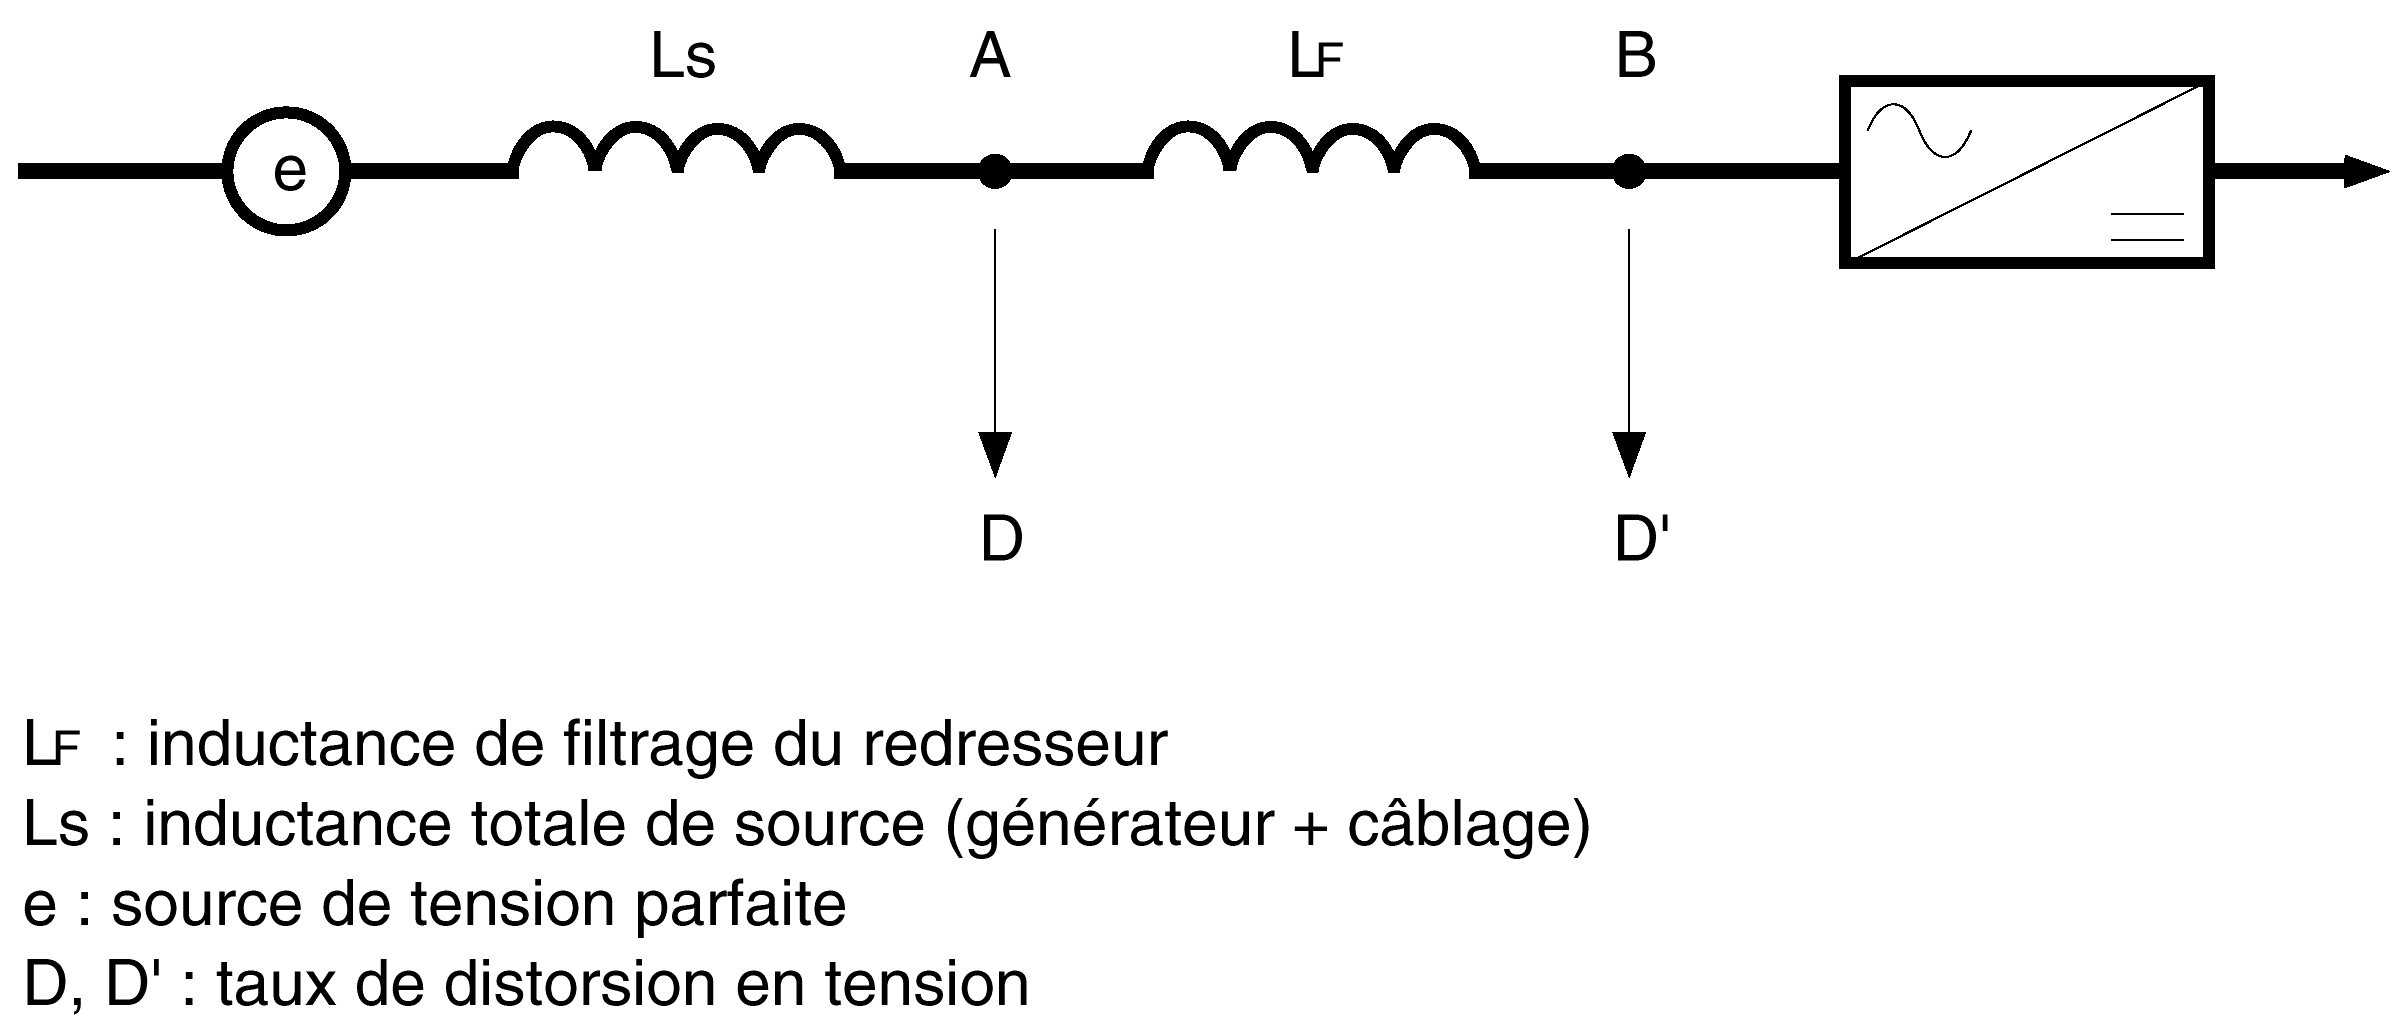 Ls A LF B
e
D D'
LF : inductance de filtrage du redresseur
Ls : inductance totale de source (générateur + câblage)
e : source de tension parfaite
D, D' : taux de distorsion en tension